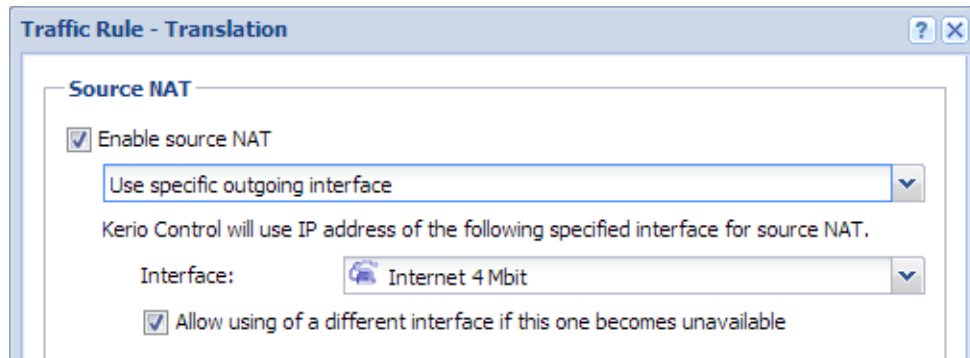 Traffic Rule - Translation
Source NAT
Enable source NAT
Use specific outgoing interface
Kerio Control will use IP address of the following specified interface for source NAT.
Interface: Internet 4 Mbit
Allow using of a different interface if this one becomes unavailable